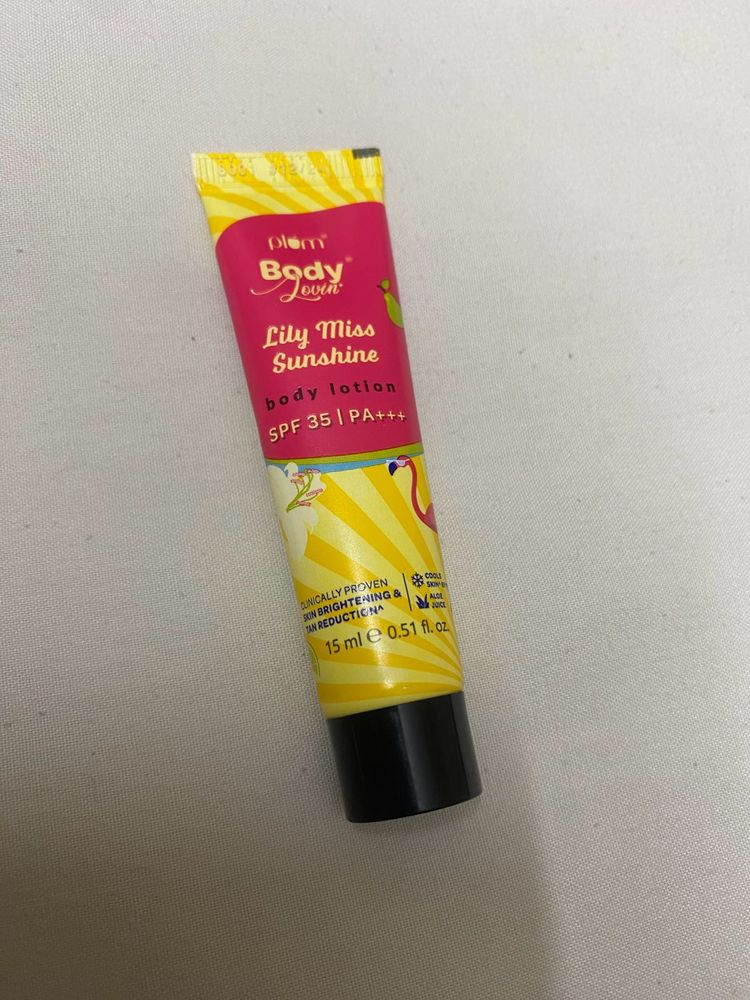 plum
Body
Lovin'
Lily Miss
Sunshine
body lotion
SPF 35 | PA+++
CLINICALLY PROVEN
SKIN BRIGHTENING &
TAN REDUCTION^
COOLS
SKIN*
ALOE
JUICE
15 ml e 0.51 fl. oz.